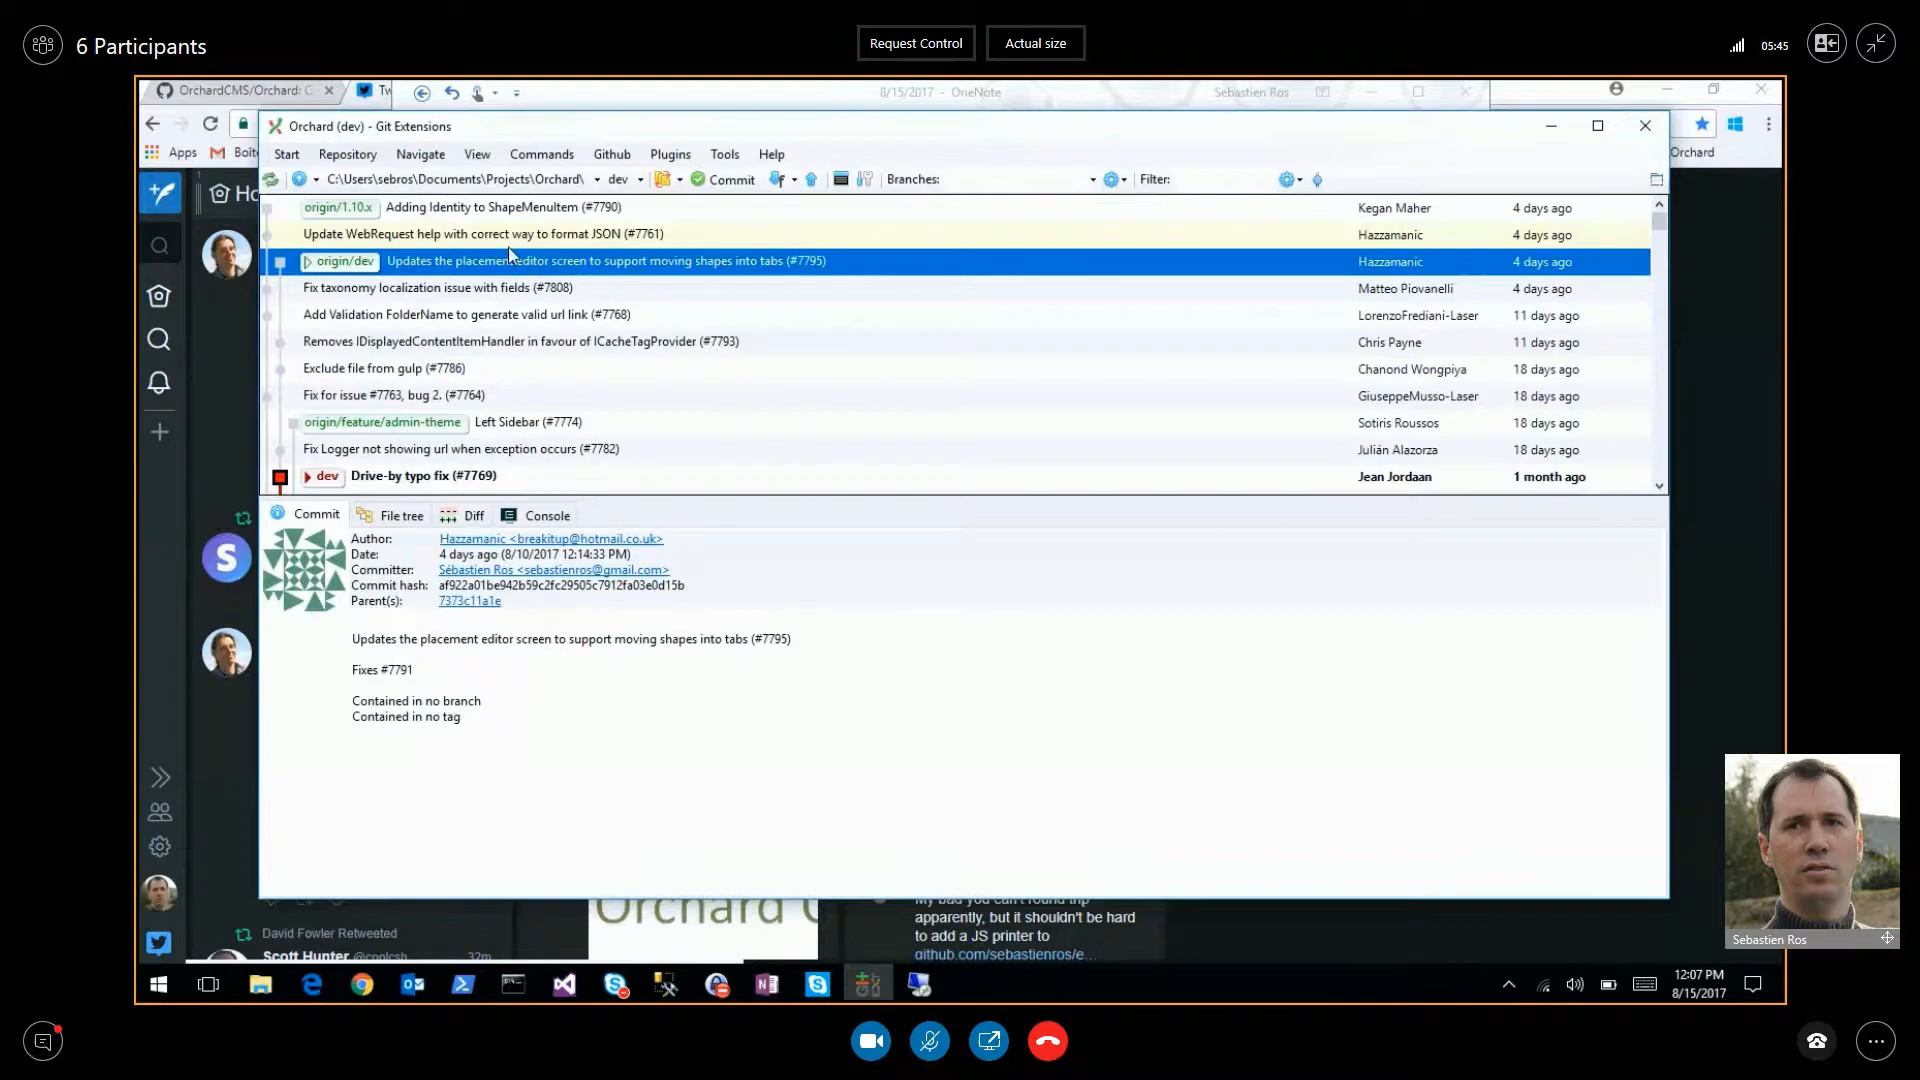 6 Participants
Request Control
Actual size
05:45
OrchardCMS/Orchard: C
Tw
8/15/2017 - OneNote
Sebastien Ros
Orchard (dev) - Git Extensions
Apps
Boît
Orchard
Start Repository Navigate View Commands Github Plugins Tools Help
C:\Users\sebros\Documents\Projects\Orchard\ dev Commit Branches: Filter:
Ho
origin/1.10.x Adding Identity to ShapeMenuItem (#7790) Kegan Maher 4 days ago
Update WebRequest help with correct way to format JSON (#7761) Hazzamanic 4 days ago
origin/dev Updates the placement editor screen to support moving shapes into tabs (#7795) Hazzamanic 4 days ago
Fix taxonomy localization issue with fields (#7808) Matteo Piovanelli 4 days ago
Add Validation FolderName to generate valid url link (#7768) LorenzoFrediani-Laser 11 days ago
Removes IDisplayedContentItemHandler in favour of ICacheTagProvider (#7793) Chris Payne 11 days ago
Exclude file from gulp (#7786) Chanond Wongpiya 18 days ago
Fix for issue #7763, bug 2. (#7764) GiuseppeMusso-Laser 18 days ago
origin/feature/admin-theme Left Sidebar (#7774) Sotiris Roussos 18 days ago
Fix Logger not showing url when exception occurs (#7782) Julián Alazorza 18 days ago
dev Drive-by typo fix (#7769) Jean Jordaan 1 month ago
Commit File tree Diff Console
Author: Hazzamanic <breakitup@hotmail.co.uk>
Date: 4 days ago (8/10/2017 12:14:33 PM)
Committer: Sébastien Ros <sebastienros@gmail.com>
Commit hash: af922a01be942b59c2fc29505c7912fa03e0d15b
Parent(s): 7373c11a1e
S
Updates the placement editor screen to support moving shapes into tabs (#7795)
Fixes #7791
Contained in no branch
Contained in no tag
Orchard
My bad you can't round trip
apparently, but it shouldn't be hard
to add a JS printer to
github.com/sebastienros/e...
David Fowler Retweeted
Scott Hunter @coolcsh 32m
Sebastien Ros
12:07 PM
8/15/2017